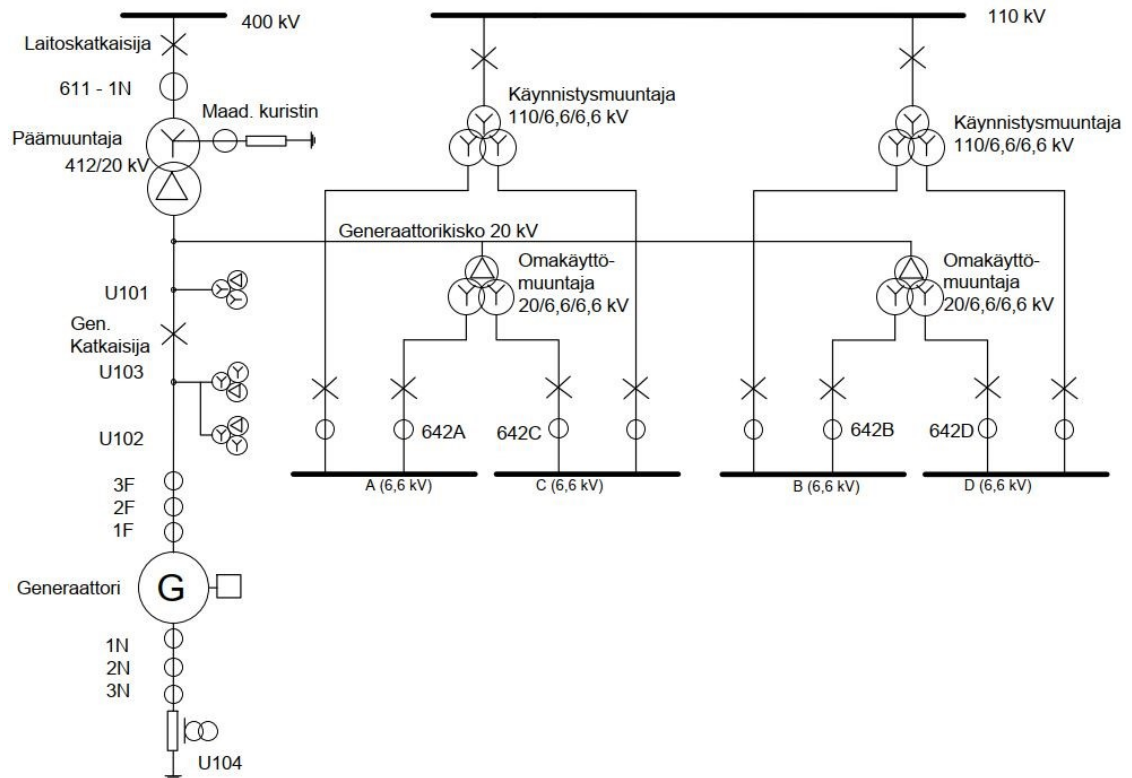 400 kV
110 kV
Laitoskatkaisija
611 - 1N
Maad. kuristin
Päämuuntaja
412/20 kV
Käynnistysmuuntaja
110/6,6/6,6 kV
Käynnistysmuuntaja
110/6,6/6,6 kV
Generaattorikisko 20 kV
Omakäyttö-
muuntaja
20/6,6/6,6 kV
Omakäyttö-
muuntaja
20/6,6/6,6 kV
U101
Gen.
Katkaisija
U103
U102
642A
642C
642B
642D
A (6,6 kV)
C (6,6 kV)
B (6,6 kV)
D (6,6 kV)
3F
2F
1F
Generaattori
G
1N
2N
3N
U104